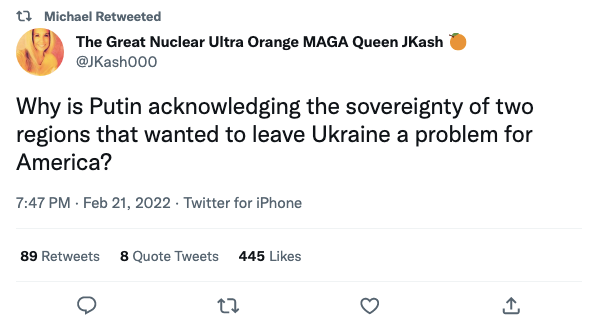 Michael Retweeted
The Great Nuclear Ultra Orange MAGA Queen JKash 🍊
@JKash000
Why is Putin acknowledging the sovereignty of two
regions that wanted to leave Ukraine a problem for
America?
7:47 PM · Feb 21, 2022 · Twitter for iPhone
89 Retweets 8 Quote Tweets 445 Likes